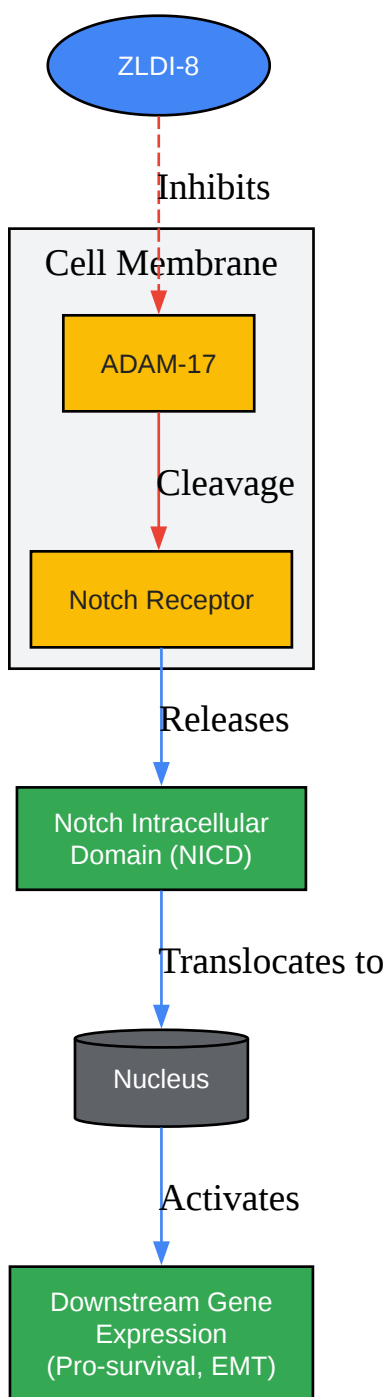 ZLDI-8
Inhibits
Cell Membrane
ADAM-17
Cleavage
Notch Receptor
Releases
Notch Intracellular
Domain (NICD)
Translocates to
Nucleus
Activates
Downstream Gene
Expression
(Pro-survival, EMT)